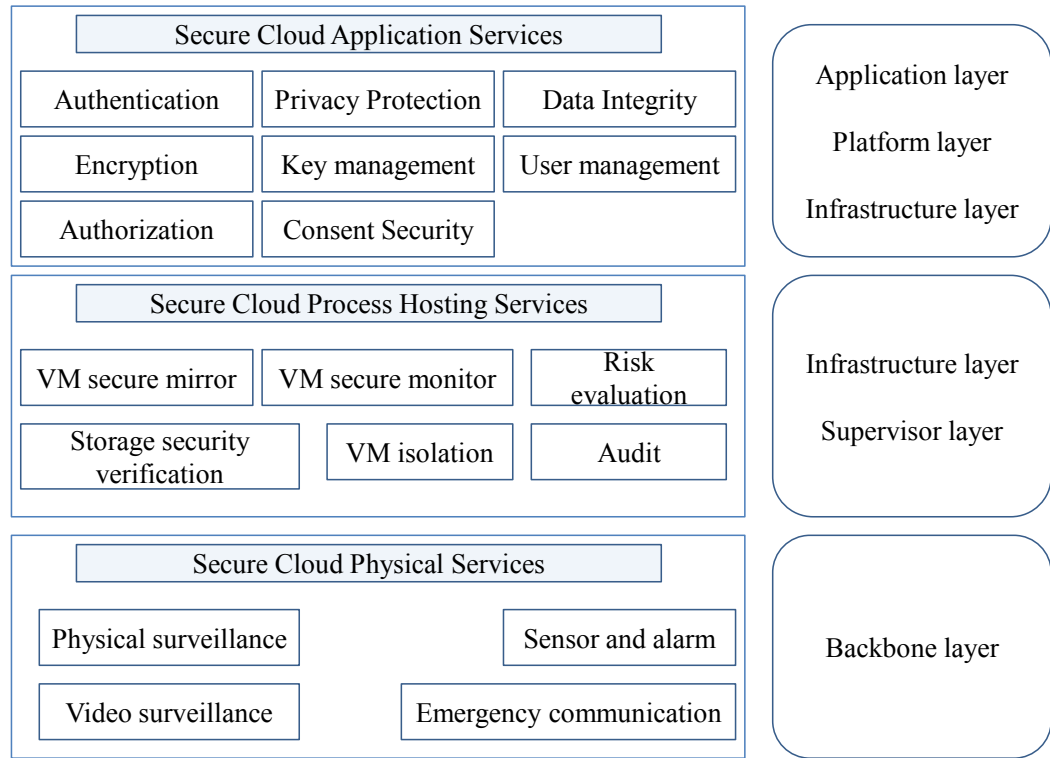 Secure Cloud Application Services
Authentication
Privacy Protection
Data Integrity
Encryption
Key management
User management
Authorization
Consent Security
Application layer
Platform layer
Infrastructure layer
Secure Cloud Process Hosting Services
VM secure mirror
VM secure monitor
Risk
evaluation
Storage security
verification
VM isolation
Audit
Infrastructure layer
Supervisor layer
Secure Cloud Physical Services
Physical surveillance
Sensor and alarm
Video surveillance
Emergency communication
Backbone layer